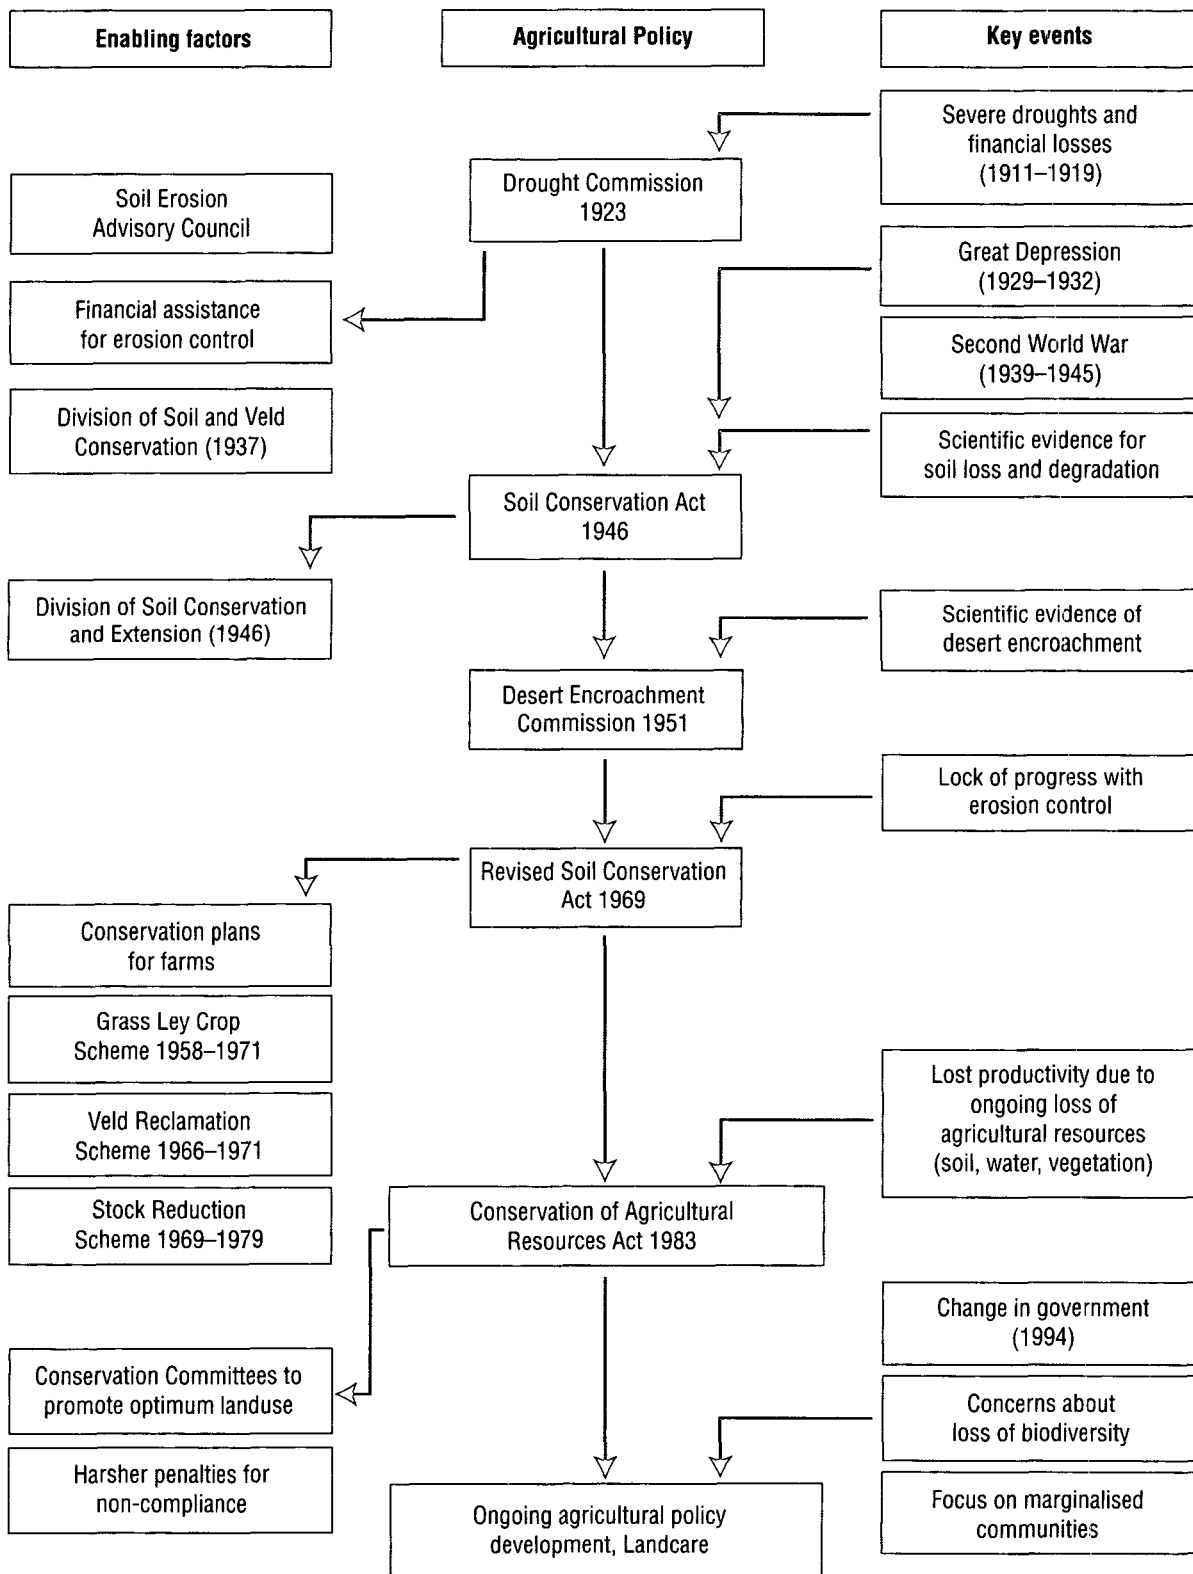 Enabling factors
Agricultural Policy
Key events
Severe droughts and
financial losses
(1911–1919)
Drought Commission
1923
Soil Erosion
Advisory Council
Great Depression
(1929–1932)
Financial assistance
for erosion control
Second World War
(1939–1945)
Division of Soil and Veld
Conservation (1937)
Scientific evidence for
soil loss and degradation
Soil Conservation Act
1946
Division of Soil Conservation
and Extension (1946)
Scientific evidence of
desert encroachment
Desert Encroachment
Commission 1951
Lock of progress with
erosion control
Revised Soil Conservation
Act 1969
Conservation plans
for farms
Grass Ley Crop
Scheme 1958–1971
Lost productivity due to
ongoing loss of
agricultural resources
(soil, water, vegetation)
Veld Reclamation
Scheme 1966–1971
Stock Reduction
Scheme 1969–1979
Conservation of Agricultural
Resources Act 1983
Change in government
(1994)
Conservation Committees to
promote optimum landuse
Concerns about
loss of biodiversity
Harsher penalties for
non-compliance
Ongoing agricultural policy
development, Landcare
Focus on marginalised
communities